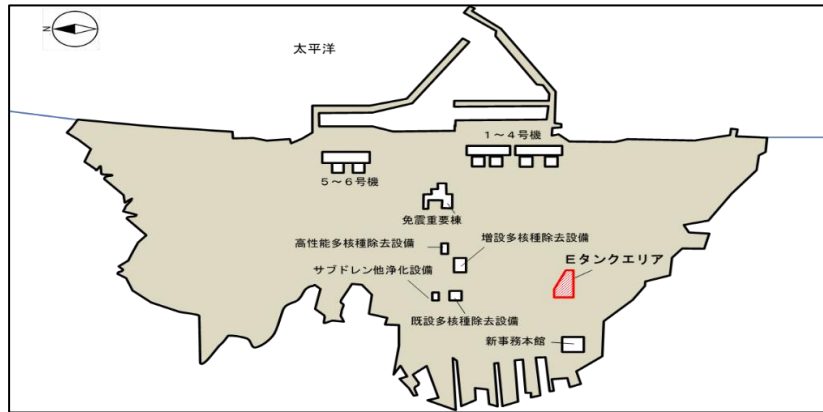 N
太平洋
1～4号機
5～6号機
免震重要棟
高性能多核種除去設備
増設多核種除去設備
Eタンクエリア
サブドレン他浄化設備
既設多核種除去設備
新事務本館